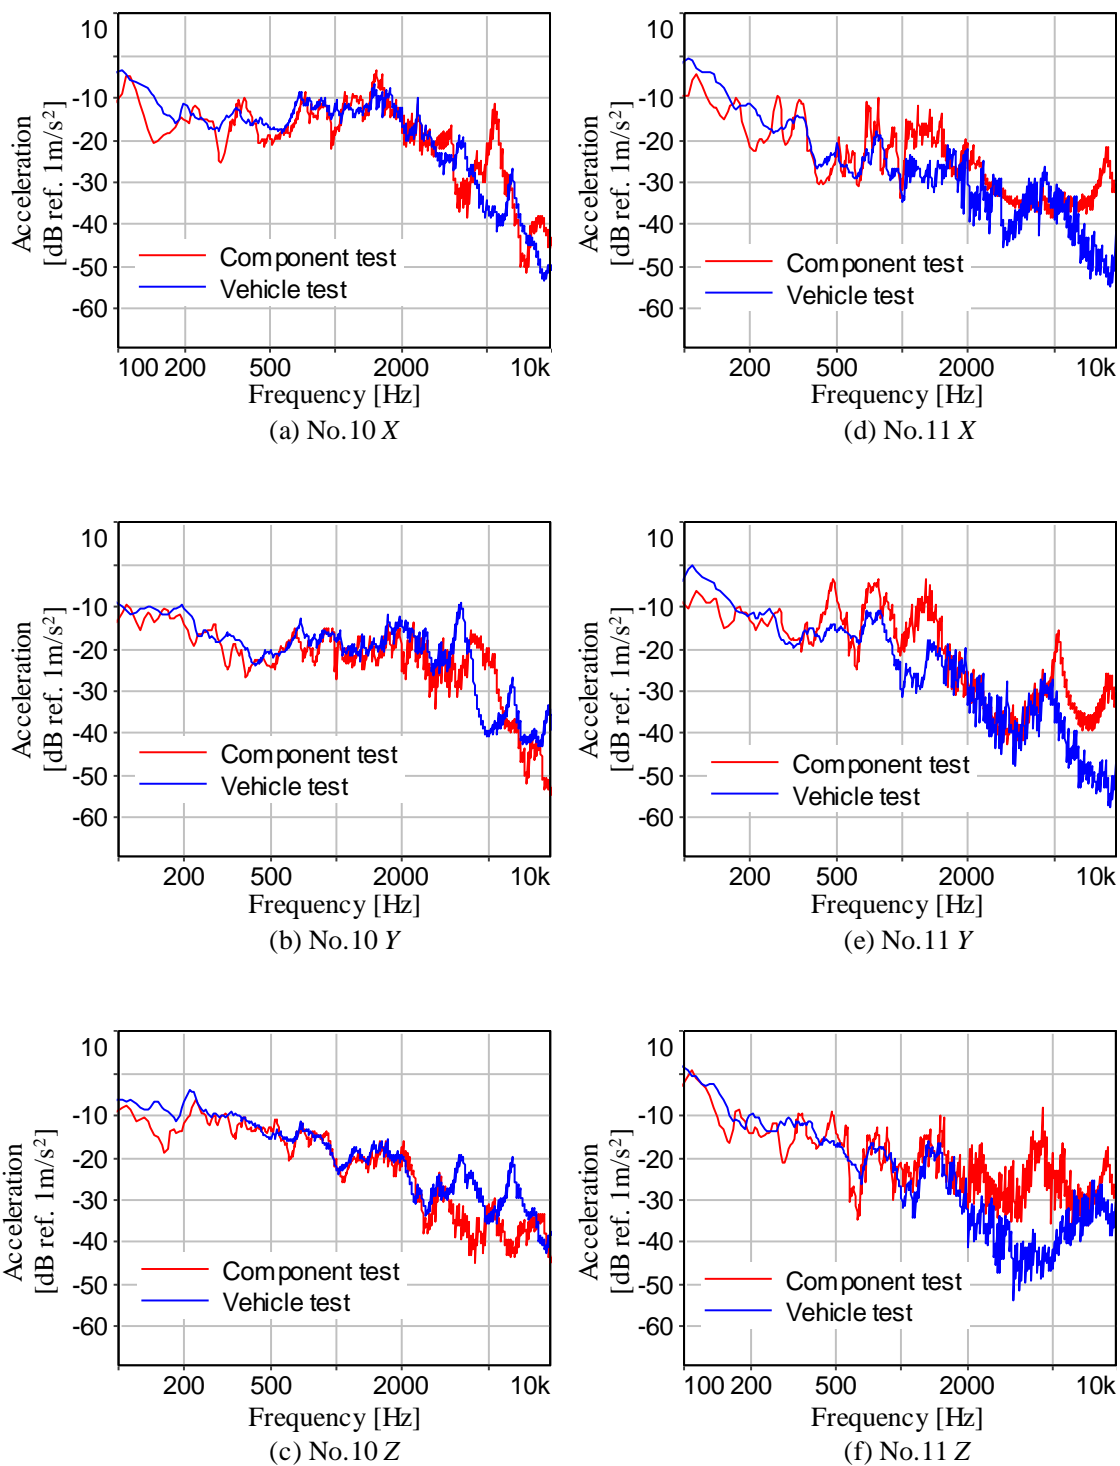 10
-10
-20
-30
-40
-50
-60
Acceleration
[dB ref. 1m/s²]
Component test
Vehicle test
100 200 500 2000 10k
Frequency [Hz]
(a) No.10 X
10
-10
-20
-30
-40
-50
-60
Acceleration
[dB ref. 1m/s²]
Component test
Vehicle test
200 500 2000 10k
Frequency [Hz]
(d) No.11 X
10
-10
-20
-30
-40
-50
-60
Acceleration
[dB ref. 1m/s²]
Component test
Vehicle test
200 500 2000 10k
Frequency [Hz]
(b) No.10 Y
10
-10
-20
-30
-40
-50
-60
Acceleration
[dB ref. 1m/s²]
Component test
Vehicle test
200 500 2000 10k
Frequency [Hz]
(e) No.11 Y
10
-10
-20
-30
-40
-50
-60
Acceleration
[dB ref. 1m/s²]
Component test
Vehicle test
200 500 2000 10k
Frequency [Hz]
(c) No.10 Z
10
-10
-20
-30
-40
-50
-60
Acceleration
[dB ref. 1m/s²]
Component test
Vehicle test
100 200 500 2000 10k
Frequency [Hz]
(f) No.11 Z